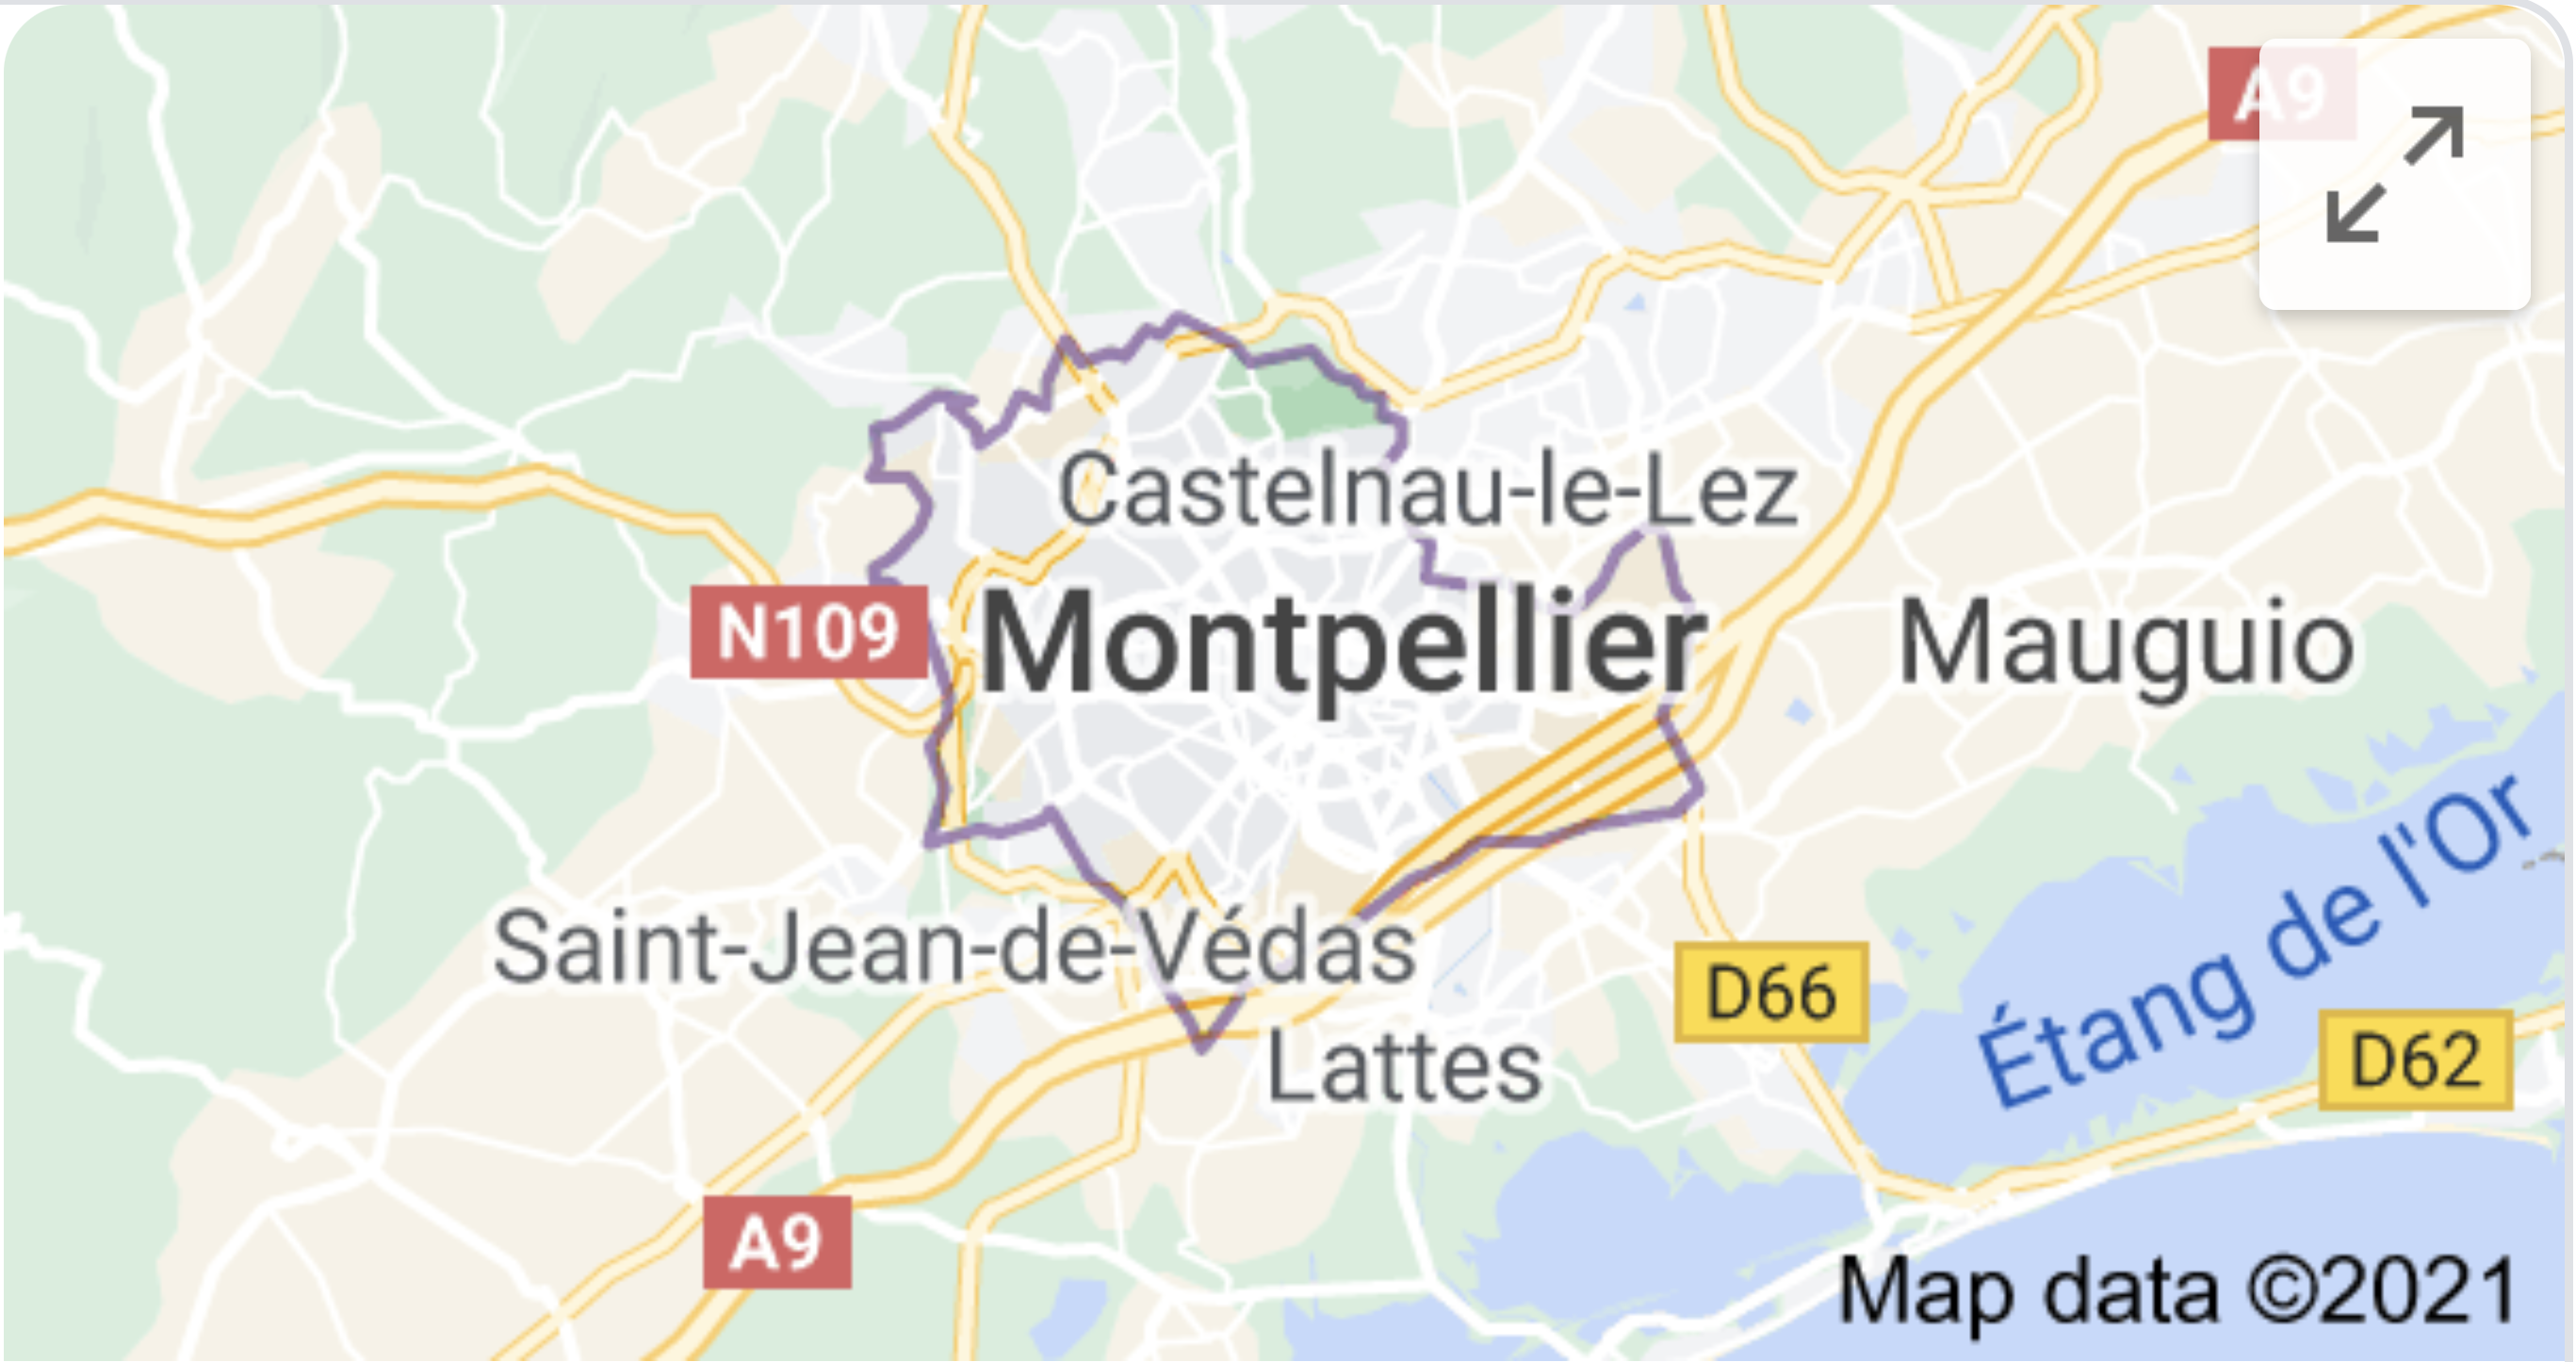 A9
Castelnau-le-Lez
N109
Montpellier
Mauguio
Saint-Jean-de-Védas
D66
Étang de l'Or
Lattes
D62
A9
Map data ©2021